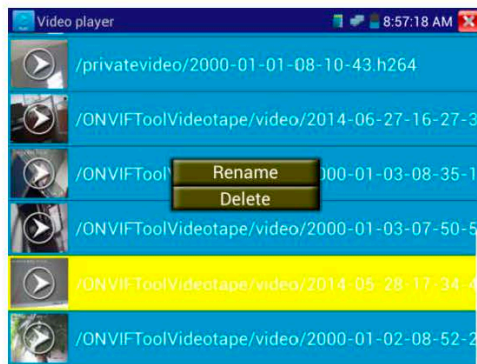 Video player
8:57:18 AM
/privatevideo/2000-01-01-08-10-43.h264
/ONVIFToolVideotape/video/2014-06-27-16-27-3
/ONVIFTool 000-01-03-08-35-1
Rename
Delete
/ONVIFToolVideotape/video/2000-01-03-07-50-5
/ONVIFToolVideotape/video/2014-05-28-17-34-4
/ONVIFToolVideotape/video/2000-01-02-08-52-2